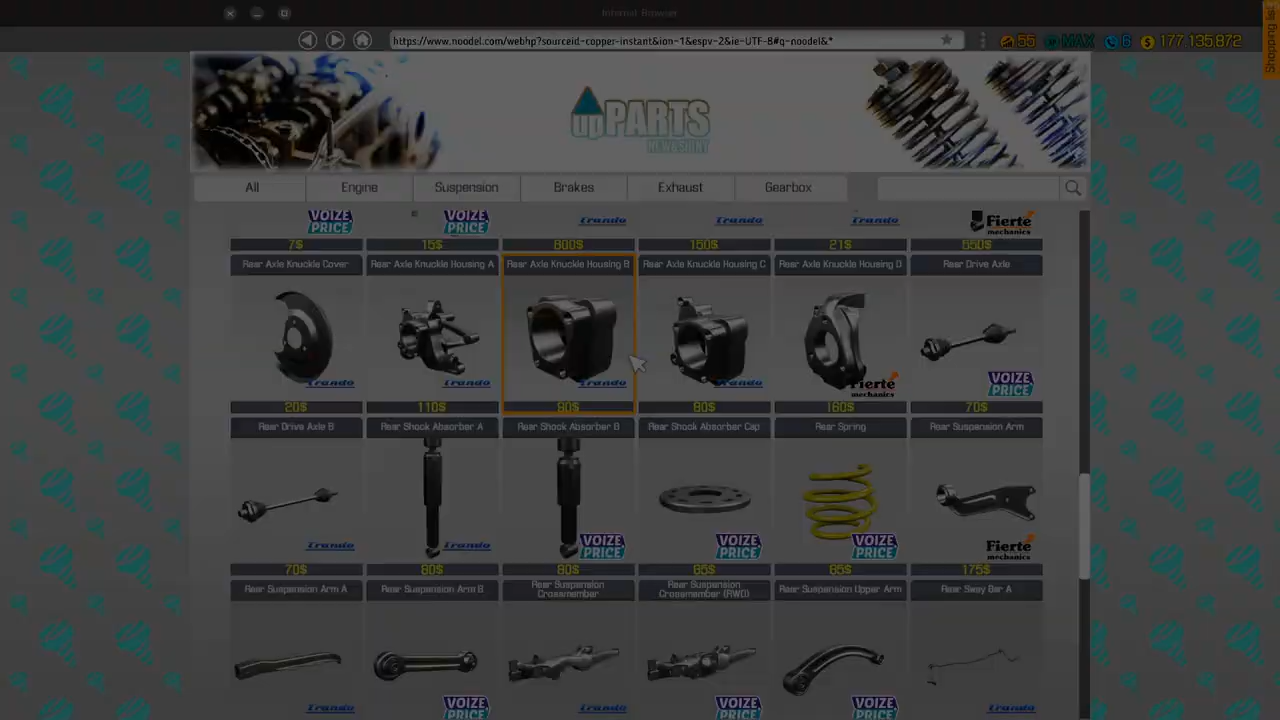 Internet Browser
https://www.noodel.com/webhp?sourceid-copper-instant&ion-1&espv-2&ie-UTF-8#q-noodel&*
55 MAX 6 177.135.872
Shopping list
upPARTS
NEW&SHINY
All Engine Suspension Brakes Exhaust Gearbox
VOIZE PRICE VOIZE PRICE Trando Trando Trando Fierte mechanics
7$ 15$ 800$ 150$ 21$ 550$
Rear Axle Knuckle Cover Rear Axle Knuckle Housing A Rear Axle Knuckle Housing B Rear Axle Knuckle Housing C Rear Axle Knuckle Housing D Rear Drive Axle
Trando Trando Trando Trando Fierte mechanics VOIZE PRICE
20$ 110$ 80$ 80$ 160$ 70$
Rear Drive Axle B Rear Shock Absorber A Rear Shock Absorber B Rear Shock Absorber Cap Rear Spring Rear Suspension Arm
Trando Trando VOIZE PRICE VOIZE PRICE VOIZE PRICE Fierte mechanics
70$ 80$ 80$ 65$ 65$ 175$
Rear Suspension Arm A Rear Suspension Arm B Rear Suspension Crossmember Rear Suspension Crossmember (RWD) Rear Suspension Upper Arm Rear Sway Bar A
Trando VOIZE PRICE Trando VOIZE PRICE VOIZE PRICE Trando